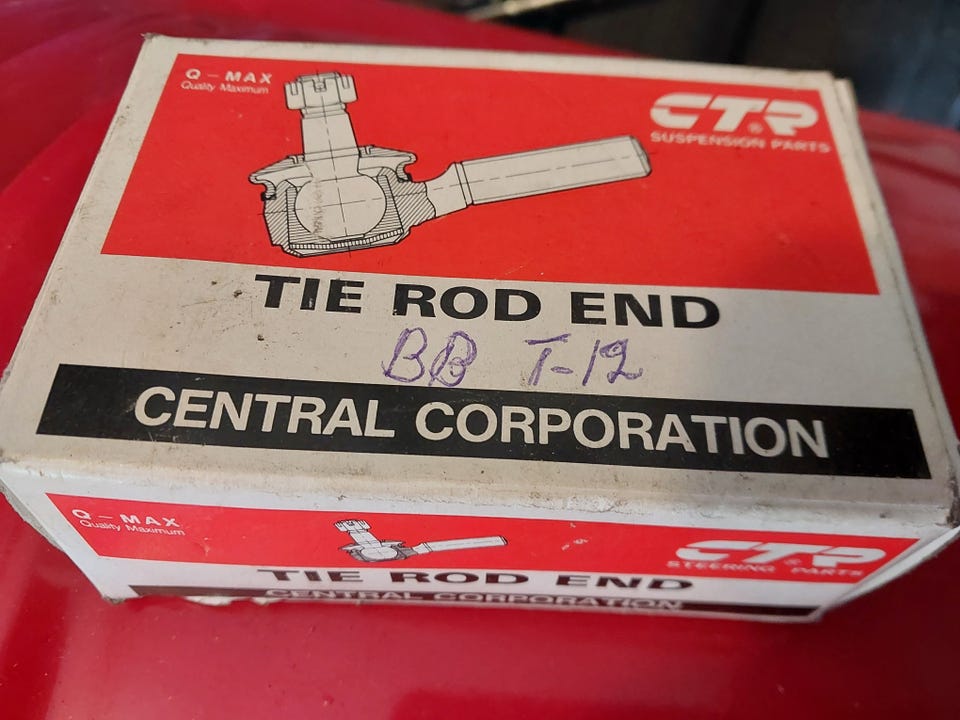 Q-MAX
Quality Maximum
CTR®
SUSPENSION PARTS
TIE ROD END
BB T-12
CENTRAL CORPORATION
Q-MAX
Quality Maximum
CTR®
STEERING PARTS
TIE ROD END
CENTRAL CORPORATION